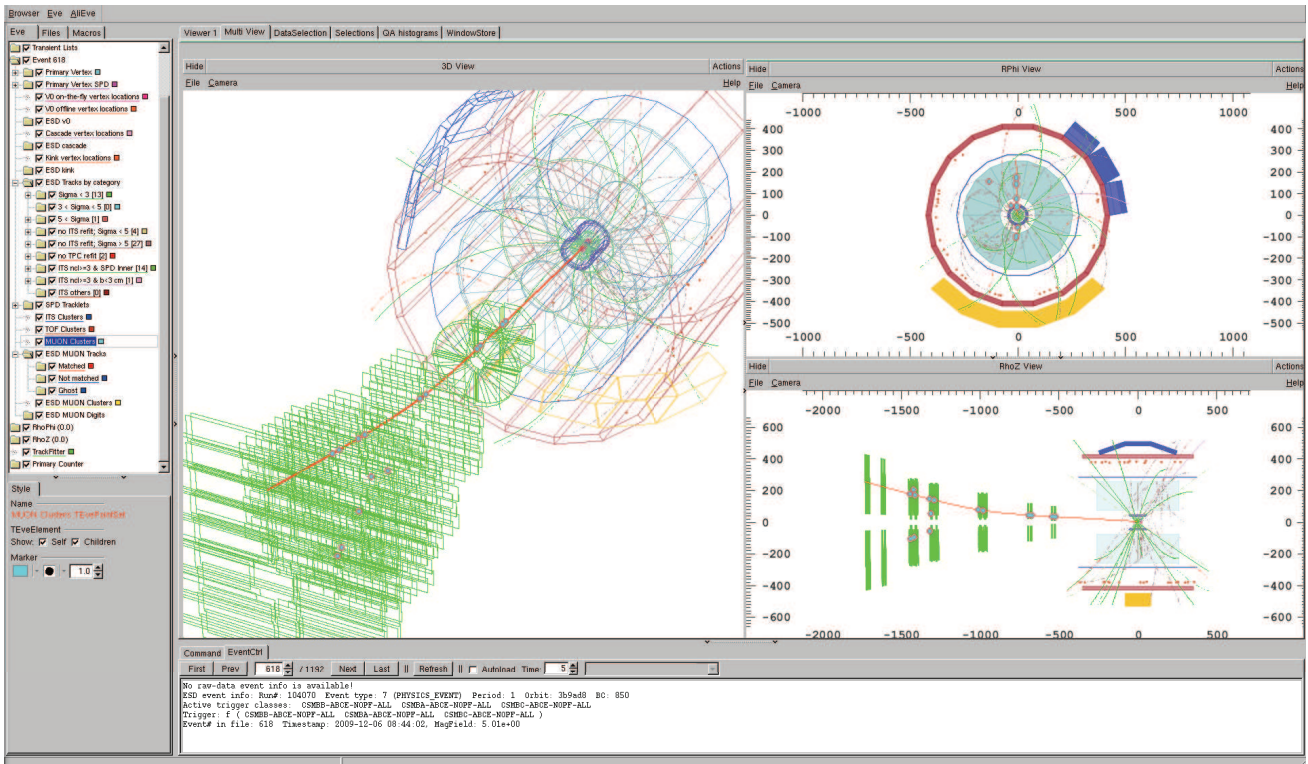 Browser Eve AliEve
Eve Files Macros
Transient Lists
Event 618
Primary Vertex
Primary Vertex SPD
V0 on-the-fly vertex locations
V0 offline vertex locations
ESD v0
Cascade vertex locations
ESD cascade
Kink vertex locations
ESD kink
ESD Tracks by category
Sigma < 3 [13]
3 < Sigma < 5 [0]
5 < Sigma [1]
no ITS refit; Sigma < 5 [4]
no ITS refit; Sigma > 5 [27]
no TPC refit [2]
ITS ncl>=3 & SPD Inner [14]
ITS ncl>=3 & b<3 cm [1]
ITS others [0]
SPD Tracklets
ITS Clusters
TOF Clusters
MUON Clusters
ESD MUON Tracks
Matched
Not matched
Ghost
ESD MUON Clusters
ESD MUON Digits
RhoPhi (0.0)
RhoZ (0.0)
TrackFitter
Primary Counter
Style
Name
MUON Clusters TEvePointSet
TEveElement
Show: Self Children
Marker
- - 1.0
Viewer 1 Multi View DataSelection Selections QA histograms WindowStore
Hide 3D View Actions
File Camera Help
Hide RPhi View Actions
File Camera Help
-1000 -500 0 500
400 400
300 300
200 200
100 100
0 0
-100 -100
-200 -200
-300 -300
-400 -400
-500 -500
-1000 -500 0 500
Hide RhoZ View Actions
File Camera Help
-2000 -1500 -1000 -500 0 500
600 600
400 400
200 200
0 0
-200 -200
-400 -400
-600 -600
-2000 -1500 -1000 -500 0 500
Command EventCtrl
First Prev 618 / 1192 Next Last || Refresh || Autoload Time: 5
No raw-data event info is available!
ESD event info: Run#: 104070 Event type: 7 (PHYSICS_EVENT) Period: 1 Orbit: 3b9ad8 BC: 850
Active trigger classes: CSMBB-ABCE-NOPF-ALL CSMBA-ABCE-NOPF-ALL CSMBC-ABCE-NOPF-ALL
Trigger: f ( CSMBB-ABCE-NOPF-ALL CSMBA-ABCE-NOPF-ALL CSMBC-ABCE-NOPF-ALL )
Event# in file: 618 Timestamp: 2009-12-06 08:44:02, MagField: 5.01e+00